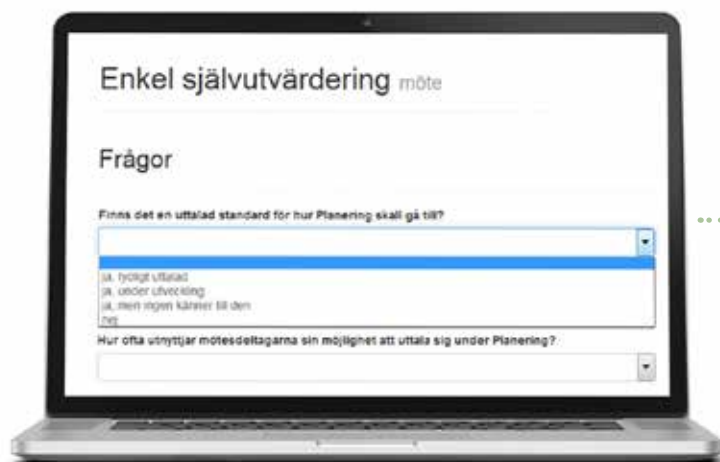 Enkel självutvärdering möte
Frågor
Finns det en uttalad standard för hur Planering skall gå till?
ja, tydligt uttalad
ja, under utveckling
ja, men ingen känner till den
nej
Hur ofta utnyttjar mötesdeltagarna sin möjlighet att uttala sig under Planering?